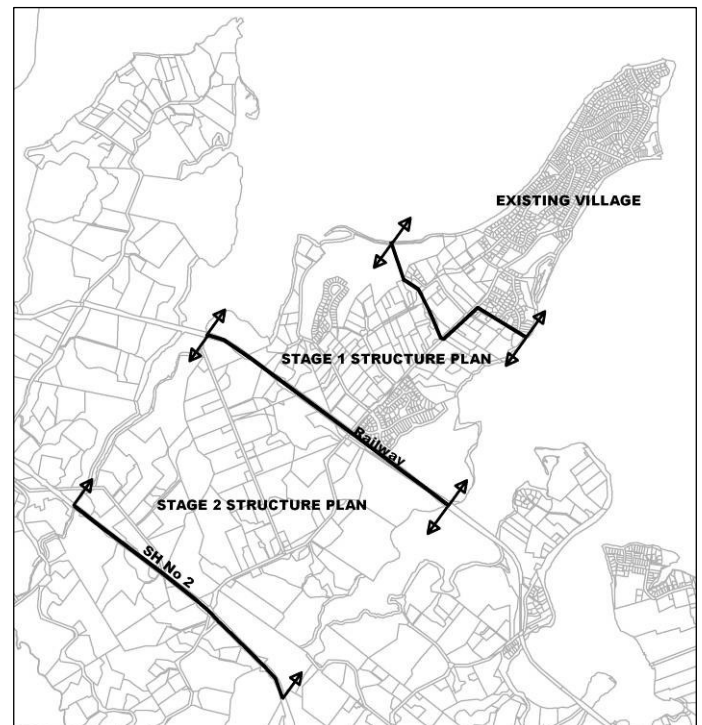 EXISTING VILLAGE
STAGE 1 STRUCTURE PLAN
Railway
STAGE 2 STRUCTURE PLAN
SH No 2